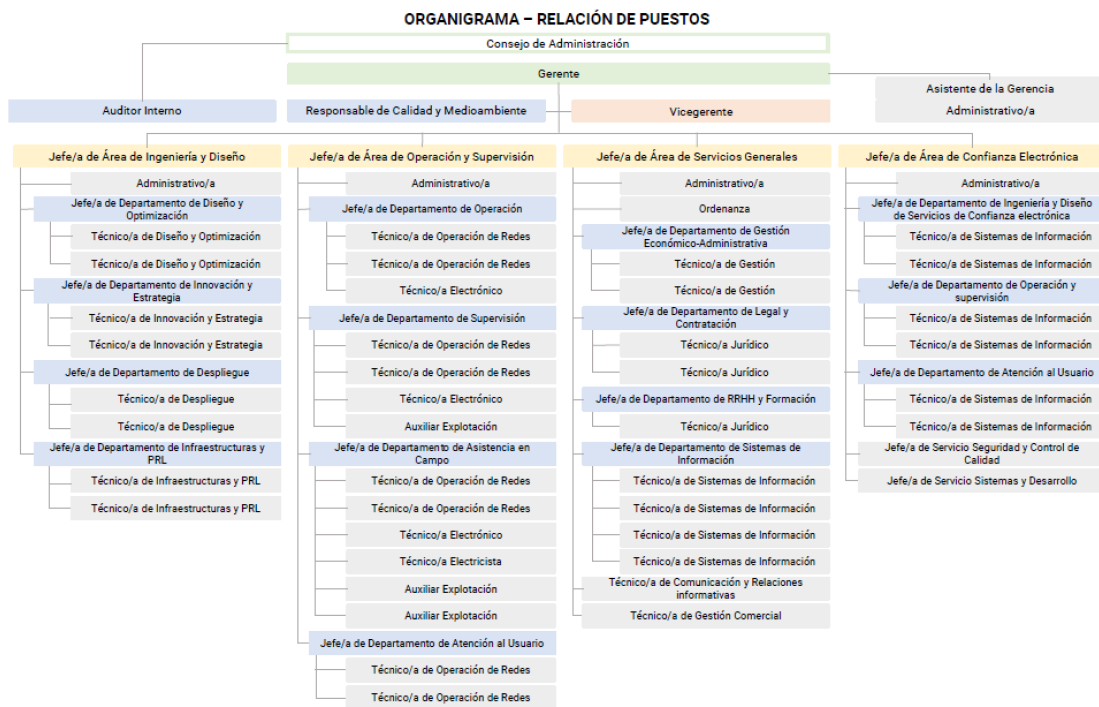 ORGANIGRAMA – RELACIÓN DE PUESTOS
Consejo de Administración
Gerente
Asistente de la Gerencia
Administrativo/a
Auditor Interno
Responsable de Calidad y Medioambiente
Vicegerente
Jefe/a de Área de Ingeniería y Diseño
Administrativo/a
Jefe/a de Departamento de Diseño y
Optimización
Técnico/a de Diseño y Optimización
Técnico/a de Diseño y Optimización
Jefe/a de Departamento de Innovación y
Estrategia
Técnico/a de Innovación y Estrategia
Técnico/a de Innovación y Estrategia
Jefe/a de Departamento de Despliegue
Técnico/a de Despliegue
Técnico/a de Despliegue
Jefe/a de Departamento de Infraestructuras y
PRL
Técnico/a de Infraestructuras y PRL
Técnico/a de Infraestructuras y PRL
Jefe/a de Área de Operación y Supervisión
Administrativo/a
Jefe/a de Departamento de Operación
Técnico/a de Operación de Redes
Técnico/a de Operación de Redes
Técnico/a Electrónico
Jefe/a de Departamento de Supervisión
Técnico/a de Operación de Redes
Técnico/a de Operación de Redes
Técnico/a Electrónico
Auxiliar Explotación
Jefe/a de Departamento de Asistencia en
Campo
Técnico/a de Operación de Redes
Técnico/a de Operación de Redes
Técnico/a Electrónico
Técnico/a Electricista
Auxiliar Explotación
Auxiliar Explotación
Jefe/a de Departamento de Atención al Usuario
Técnico/a de Operación de Redes
Técnico/a de Operación de Redes
Jefe/a de Área de Servicios Generales
Administrativo/a
Ordenanza
Jefe/a de Departamento de Gestión
Económico-Administrativa
Técnico/a de Gestión
Técnico/a de Gestión
Jefe/a de Departamento de Legal y
Contratación
Técnico/a Jurídico
Técnico/a Jurídico
Jefe/a de Departamento de RRHH y Formación
Técnico/a Jurídico
Jefe/a de Departamento de Sistemas de
Información
Técnico/a de Sistemas de Información
Técnico/a de Sistemas de Información
Técnico/a de Sistemas de Información
Técnico/a de Sistemas de Información
Técnico/a de Comunicación y Relaciones
informativas
Técnico/a de Gestión Comercial
Jefe/a de Área de Confianza Electrónica
Administrativo/a
Jefe/a de Departamento de Ingeniería y Diseño
de Servicios de Confianza electrónica
Técnico/a de Sistemas de Información
Técnico/a de Sistemas de Información
Jefe/a de Departamento de Operación y
supervisión
Técnico/a de Sistemas de Información
Técnico/a de Sistemas de Información
Jefe/a de Departamento de Atención al Usuario
Técnico/a de Sistemas de Información
Técnico/a de Sistemas de Información
Jefe/a de Servicio Seguridad y Control de
Calidad
Jefe/a de Servicio Sistemas y Desarrollo